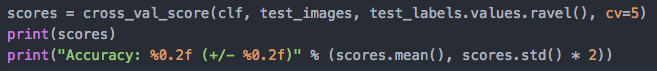 scores = cross_val_score(clf, test_images, test_labels.values.ravel(), cv=5)
print(scores)
print("Accuracy: %0.2f (+/- %0.2f)" % (scores.mean(), scores.std() * 2))